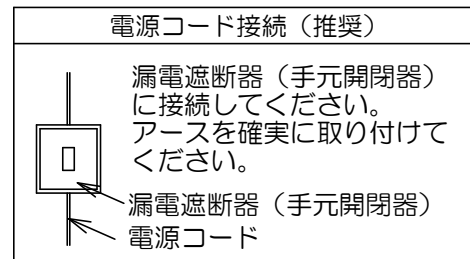 電源コード接続（推奨）
漏電遮断器（手元開閉器）
に接続してください。
アースを確実に取り付けて
ください。
漏電遮断器（手元開閉器）
電源コード